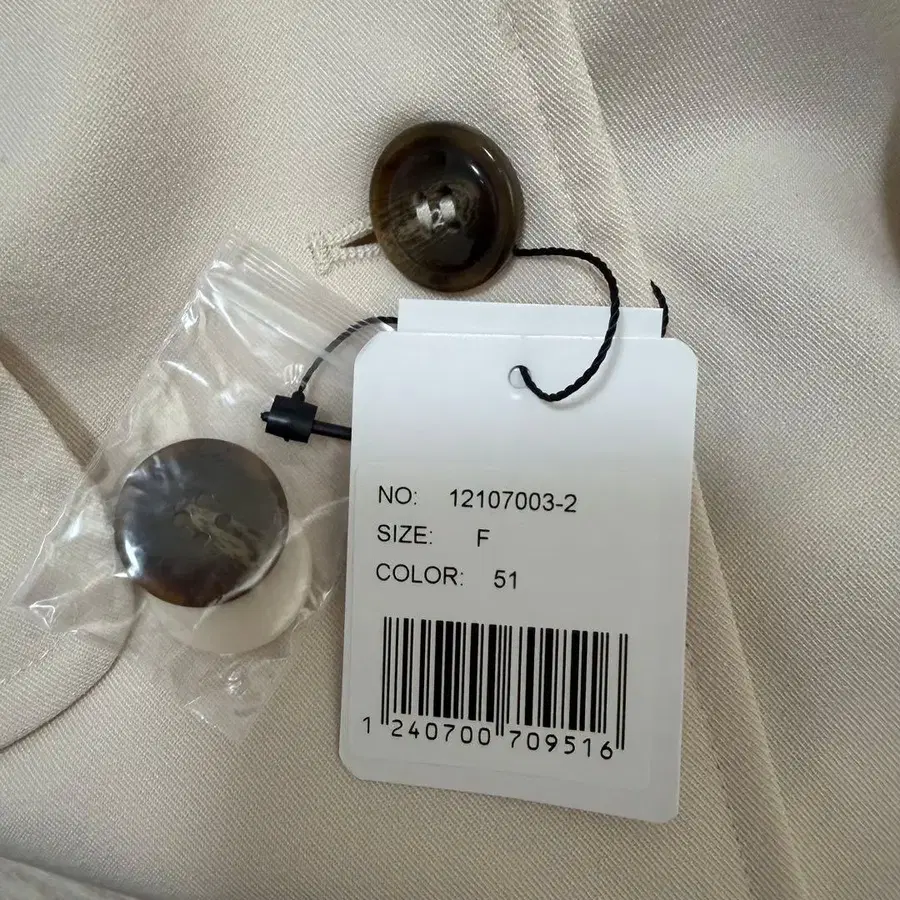 NO: 12107003-2
SIZE: F
COLOR: 51
1 240700 709516